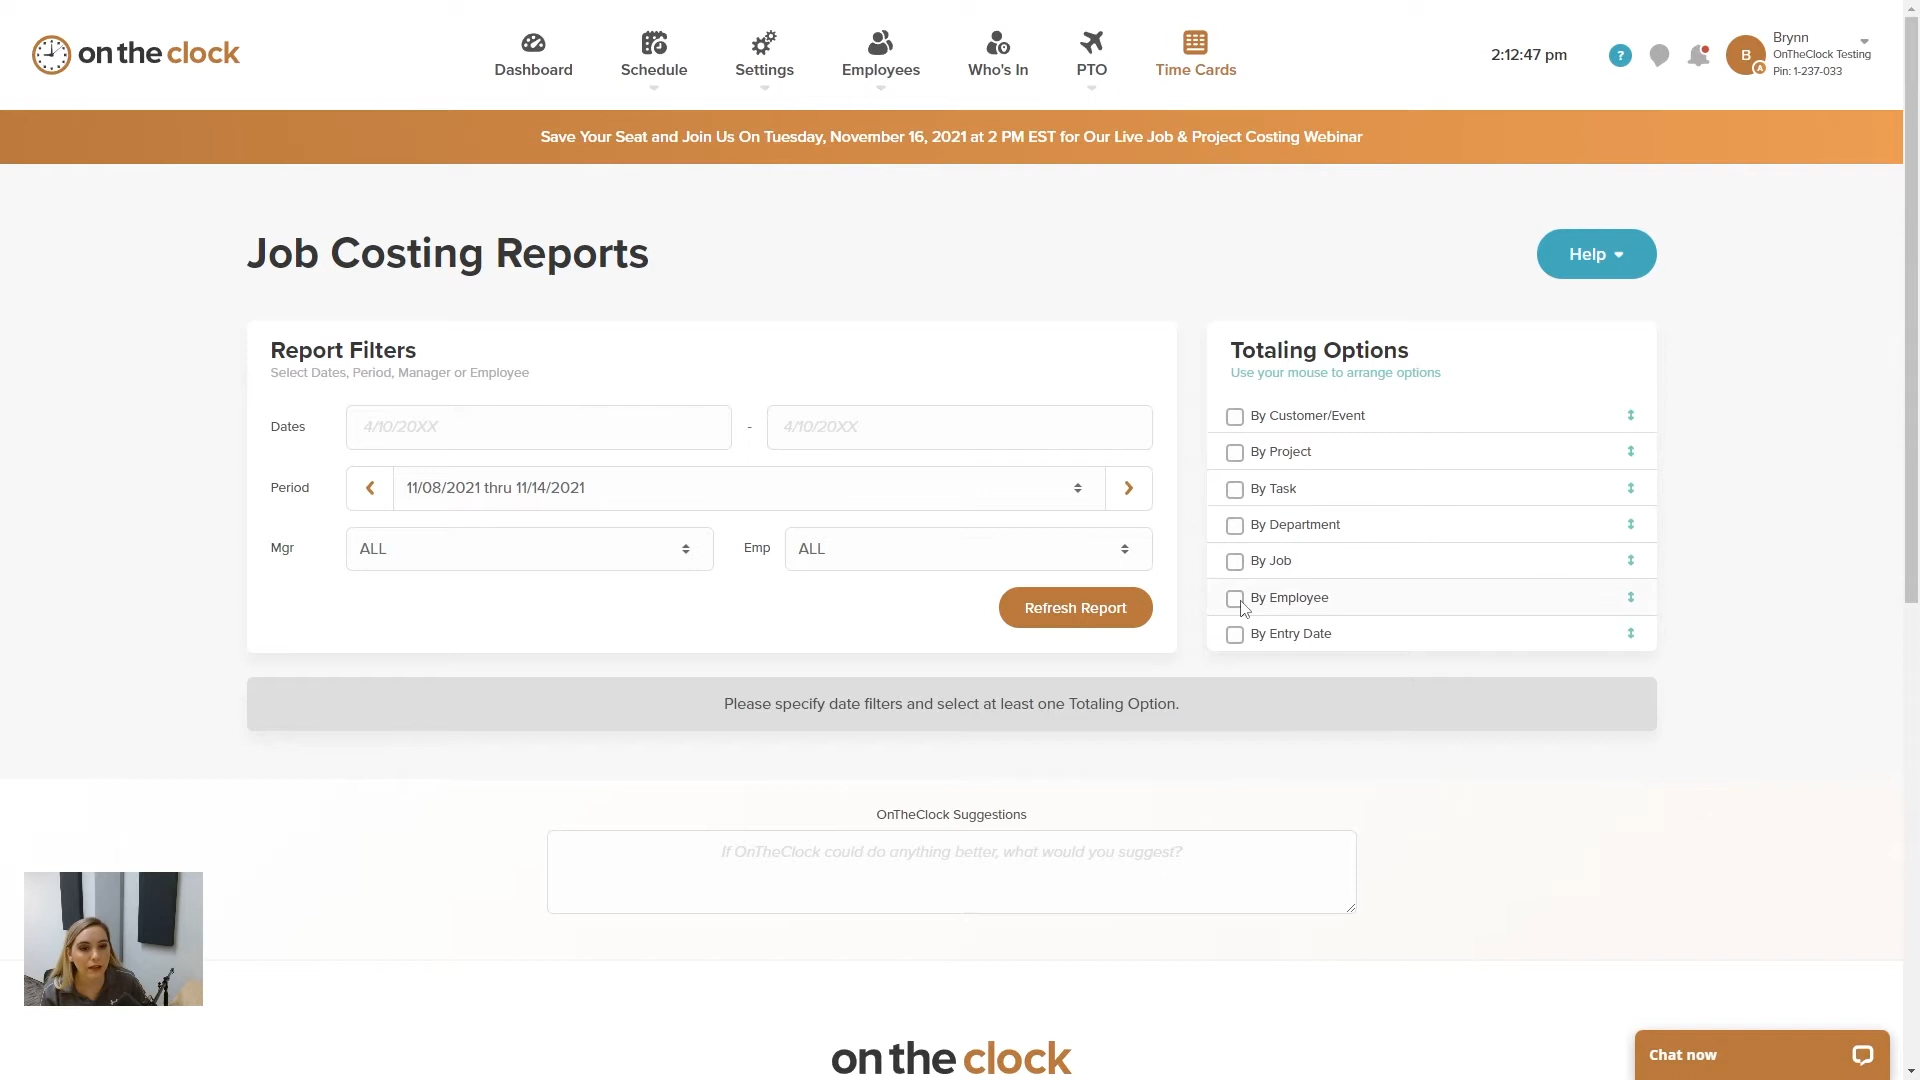 on the clock
Dashboard
Schedule
Settings
Employees
Who's In
PTO
Time Cards
2:12:47 pm
?
B
A
Brynn
OnTheClock Testing
Pin: 1-237-033
Save Your Seat and Join Us On Tuesday, November 16, 2021 at 2 PM EST for Our Live Job & Project Costing Webinar
Job Costing Reports
Help
Report Filters
Select Dates, Period, Manager or Employee
Dates
4/10/20XX
-
4/10/20XX
Period
11/08/2021 thru 11/14/2021
Mgr
ALL
Emp
ALL
Refresh Report
Totaling Options
Use your mouse to arrange options
By Customer/Event
By Project
By Task
By Department
By Job
By Employee
By Entry Date
Please specify date filters and select at least one Totaling Option.
OnTheClock Suggestions
If OnTheClock could do anything better, what would you suggest?
on the clock
Chat now